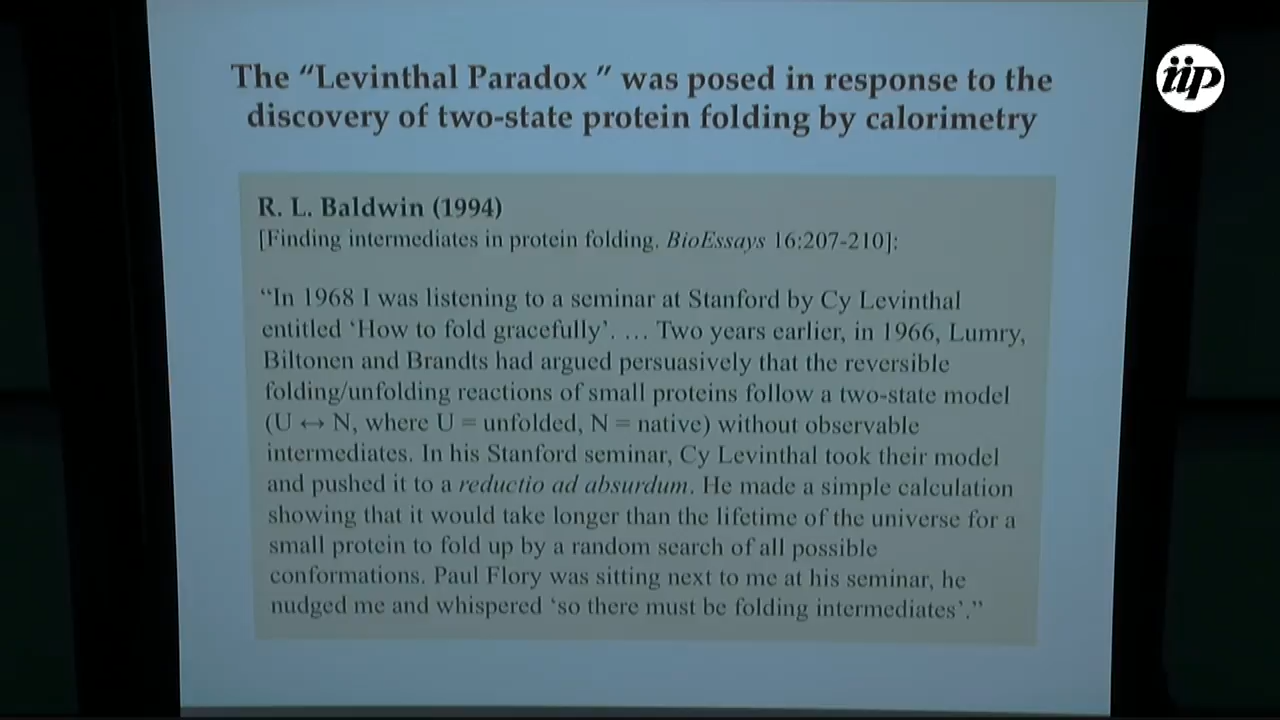 The “Levinthal Paradox ” was posed in response to the
discovery of two-state protein folding by calorimetry
iip
R. L. Baldwin (1994)
[Finding intermediates in protein folding. BioEssays 16:207-210]:
“In 1968 I was listening to a seminar at Stanford by Cy Levinthal
entitled ‘How to fold gracefully’. … Two years earlier, in 1966, Lumry,
Biltonen and Brandts had argued persuasively that the reversible
folding/unfolding reactions of small proteins follow a two-state model
(U ↔ N, where U = unfolded, N = native) without observable
intermediates. In his Stanford seminar, Cy Levinthal took their model
and pushed it to a reductio ad absurdum. He made a simple calculation
showing that it would take longer than the lifetime of the universe for a
small protein to fold up by a random search of all possible
conformations. Paul Flory was sitting next to me at his seminar, he
nudged me and whispered ‘so there must be folding intermediates’.”